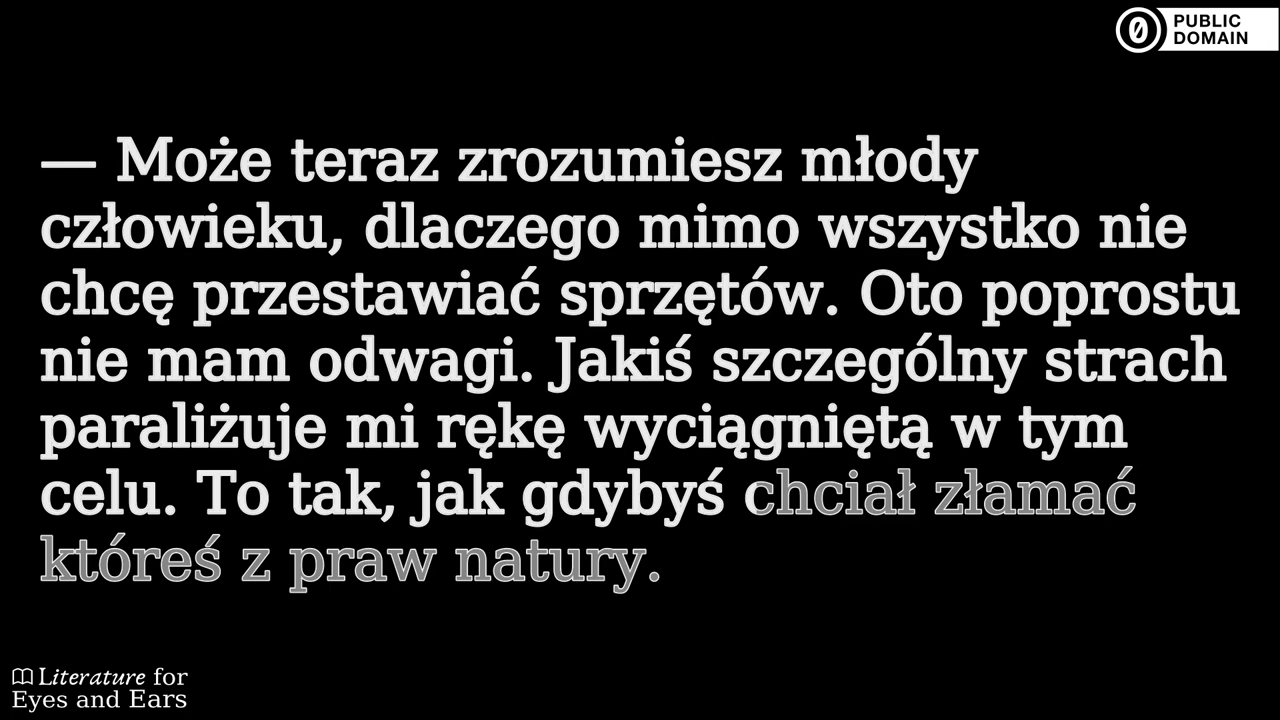 PUBLIC
DOMAIN
— Może teraz zrozumiesz młody
człowieku, dlaczego mimo wszystko nie
chcę przestawiać sprzętów. Oto poprostu
nie mam odwagi. Jakiś szczególny strach
paraliżuje mi rękę wyciągniętą w tym
celu. To tak, jak gdybyś chciał złamać
któreś z praw natury.
Literature for
Eyes and Ears